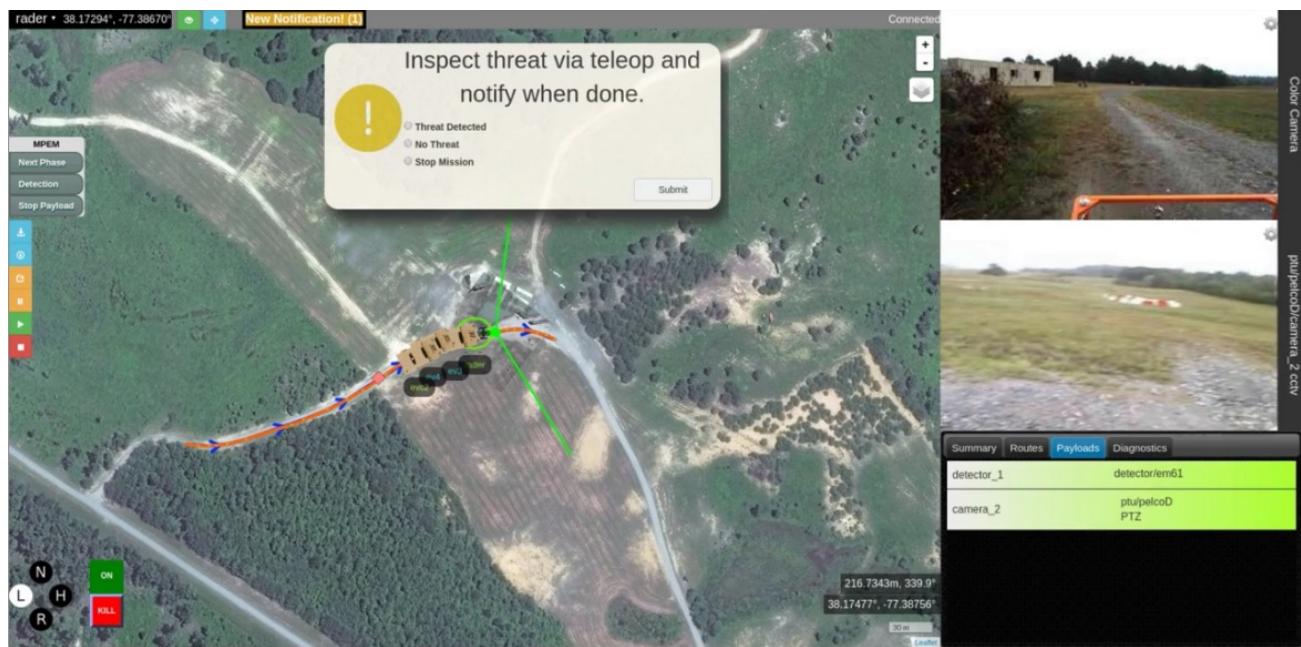 rader 38.17294°, -77.38670°
New Notification! (1)
Connected
Inspect threat via teleop and
notify when done.
Threat Detected
No Threat
Stop Mission
Submit
MPEM
Next Phase
Detection
Stop Payload
+
-
rader
N
L
H
R
ON
KILL
216.7343m, 339.9°
38.17477°, -77.38756°
30 m
Leaflet
Color Camera
ptu/pelcoD/camera_2 cctv
Summary Routes Payloads Diagnostics
detector_1 detector/em61
camera_2 ptu/pelcoD
PTZ